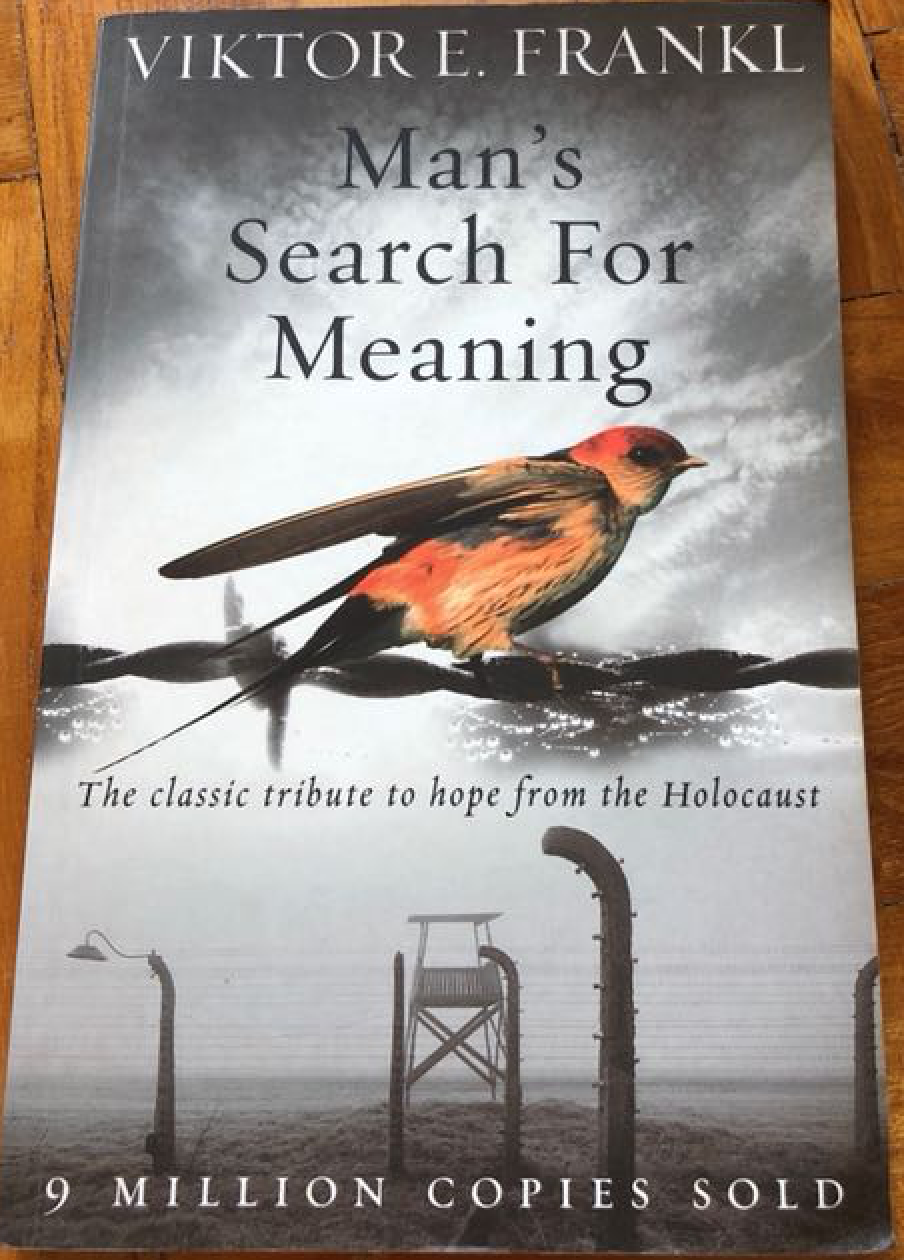 VIKTOR E. FRANKL
Man's
Search For
Meaning
The classic tribute to hope from the Holocaust
9 MILLION COPIES SOLD